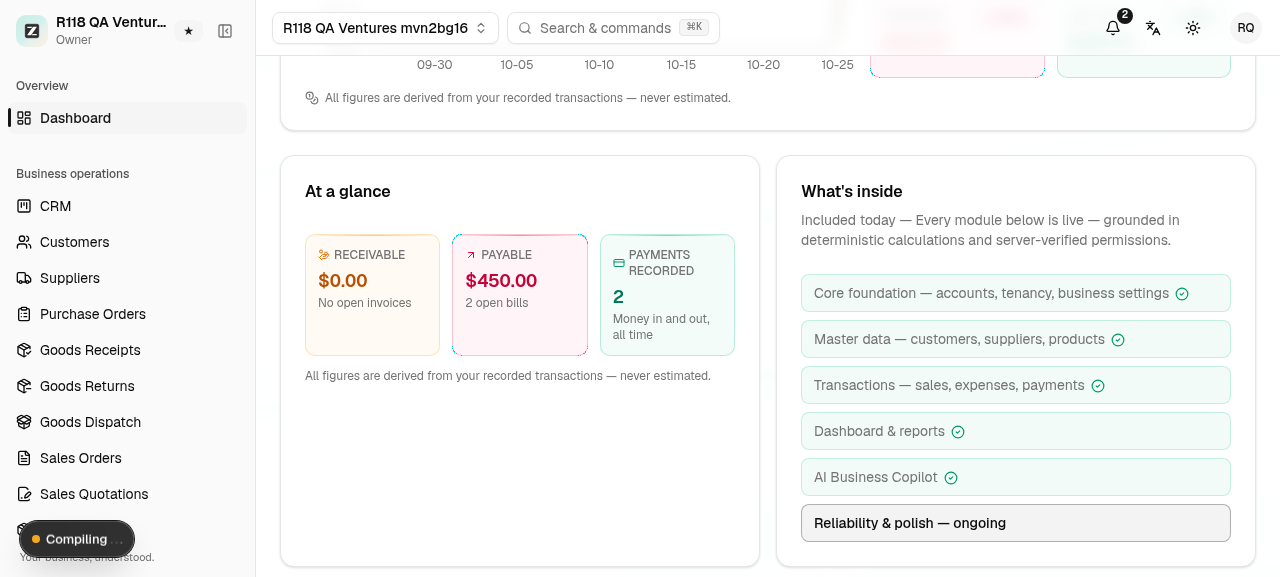 R118 QA Ventur...
Owner
R118 QA Ventures mvn2bg16
Search & commands
⌘K
2
RQ
Overview
Dashboard
Business operations
CRM
Customers
Suppliers
Purchase Orders
Goods Receipts
Goods Returns
Goods Dispatch
Sales Orders
Sales Quotations
Compiling ...
Your business, understood.
09-30
10-05
10-10
10-15
10-20
10-25
All figures are derived from your recorded transactions — never estimated.
At a glance
RECEIVABLE
$0.00
No open invoices
PAYABLE
$450.00
2 open bills
PAYMENTS
RECORDED
2
Money in and out,
all time
All figures are derived from your recorded transactions — never estimated.
What's inside
Included today — Every module below is live — grounded in
deterministic calculations and server-verified permissions.
Core foundation — accounts, tenancy, business settings
Master data — customers, suppliers, products
Transactions — sales, expenses, payments
Dashboard & reports
AI Business Copilot
Reliability & polish — ongoing